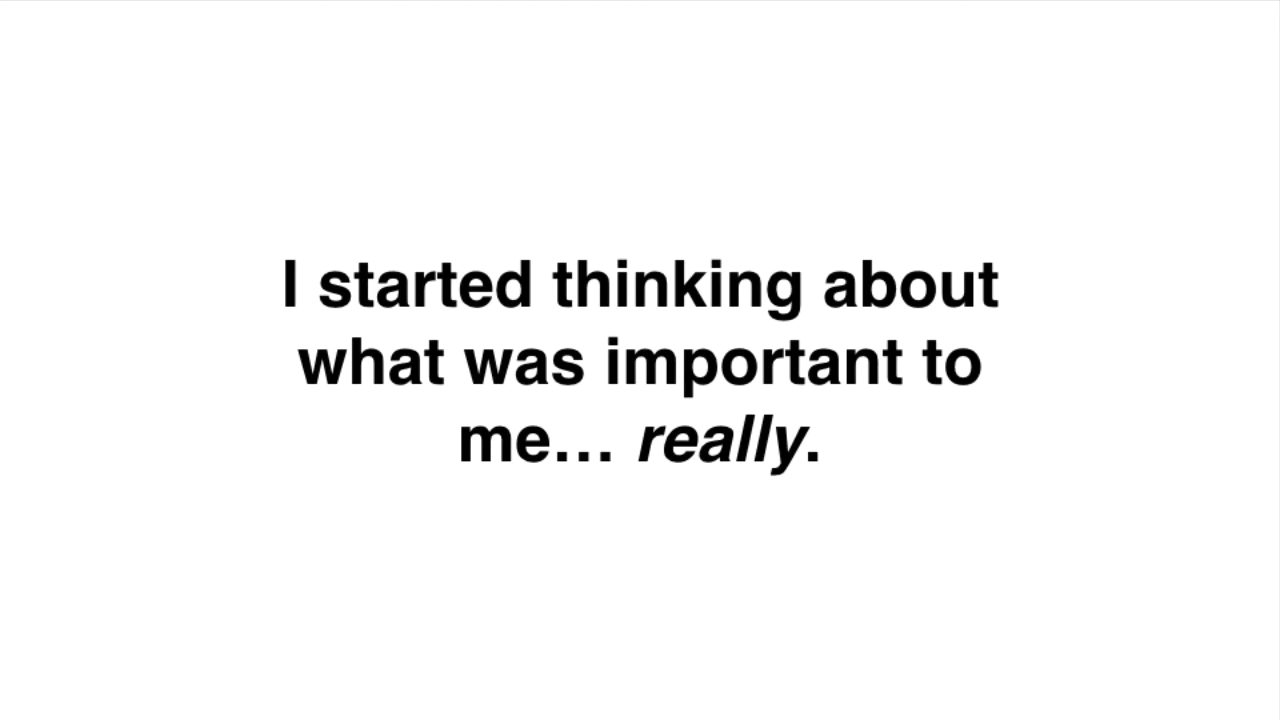 I started thinking about
what was important to
me… really.